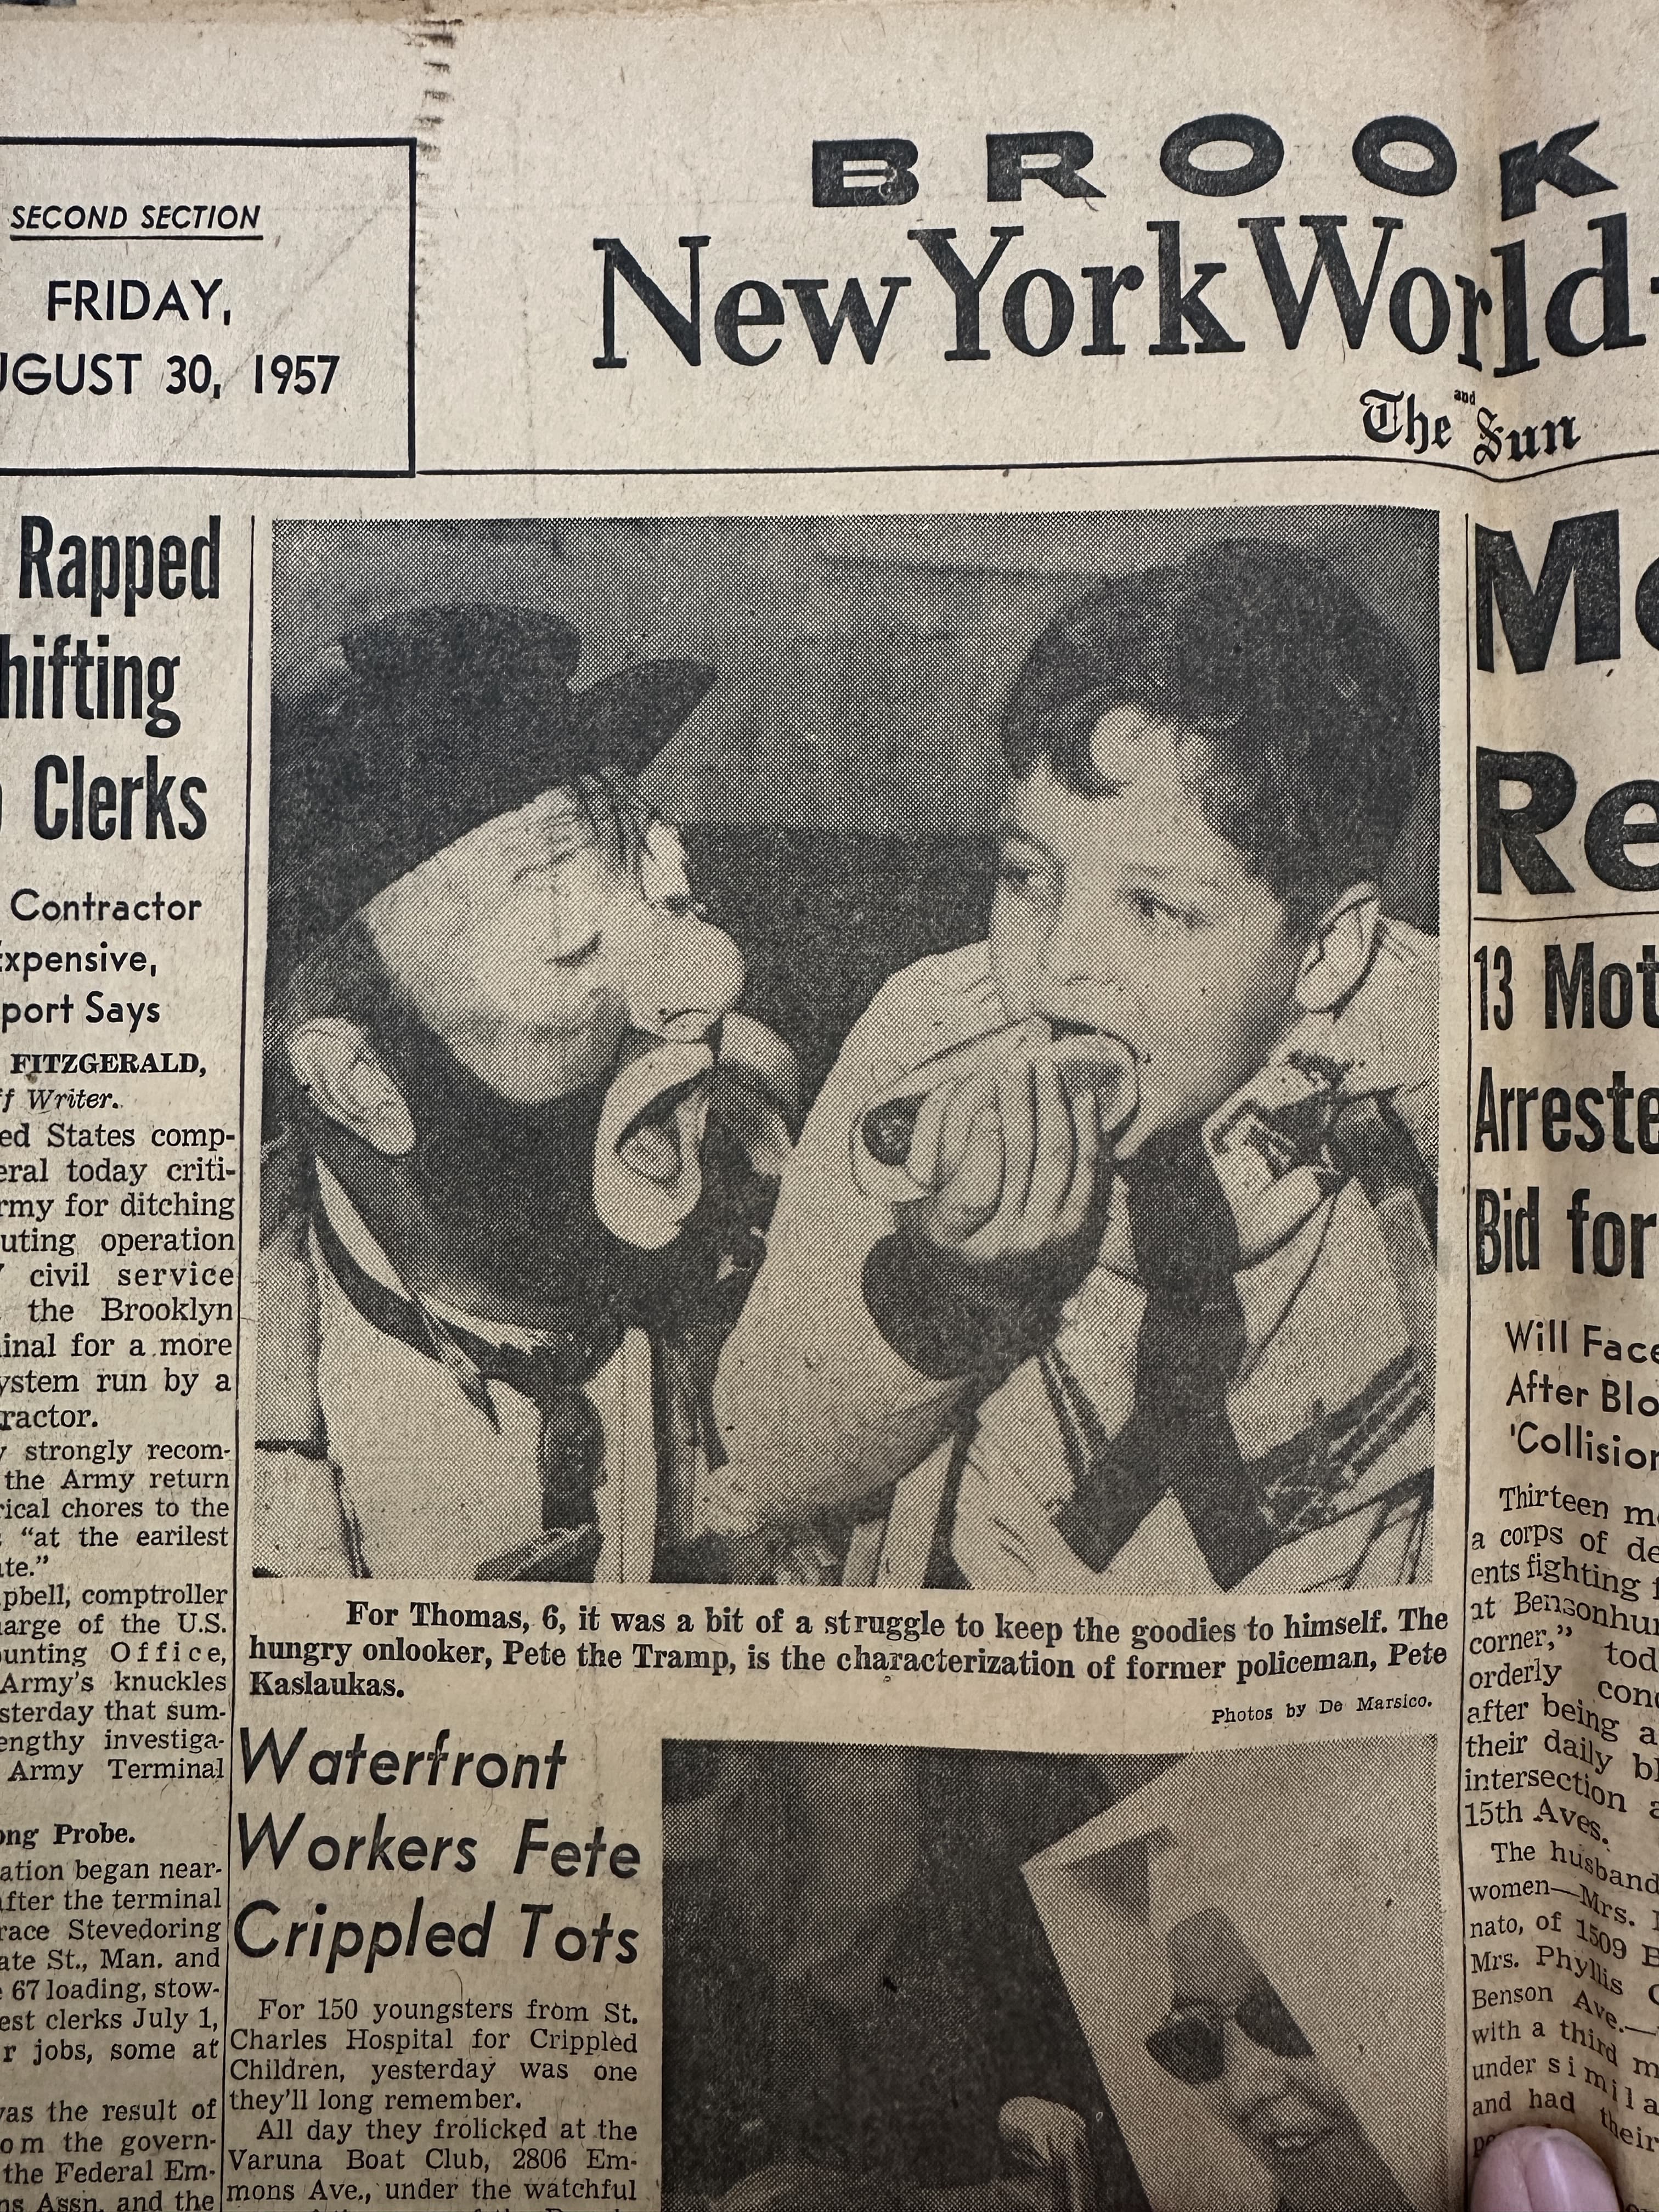 SECOND SECTION
FRIDAY,
UGUST 30, 1957
BROOK
New York World-
The and Sun
Rapped
hifting
Clerks
Contractor
Expensive,
port Says
FITZGERALD,
ff Writer.
ed States comp-
eral today criti-
rmy for ditching
uting operation
civil service
the Brooklyn
inal for a more
ystem run by a
ractor.
y strongly recom-
the Army return
rical chores to the
"at the earilest
te."
pbell, comptroller
harge of the U.S.
ounting Office,
Army's knuckles
sterday that sum-
engthy investiga-
Army Terminal
ong Probe.
ation began near-
after the terminal
race Stevedoring
ate St., Man. and
67 loading, stow-
est clerks July 1,
r jobs, some at
was the result of
om the govern-
the Federal Em-
ns Assn. and the
For Thomas, 6, it was a bit of a struggle to keep the goodies to himself. The
hungry onlooker, Pete the Tramp, is the characterization of former policeman, Pete
Kaslaukas.
Photos by De Marsico.
Waterfront
Workers Fete
Crippled Tots
For 150 youngsters from St.
Charles Hospital for Crippled
Children, yesterday was one
they'll long remember.
All day they frolicked at the
Varuna Boat Club, 2806 Em-
mons Ave., under the watchful
Mo
Re
13 Mot
Arreste
Bid for
Will Face
After Blo
'Collision
Thirteen mo
a corps of de
ents fighting f
at Bensonhur
corner," tod
orderly cond
after being a
their daily bl
intersection a
15th Aves.
The husband
women—Mrs.
nato, of 1509 B
Mrs. Phyllis C
Benson Ave.—
with a third m
under simila
and had their